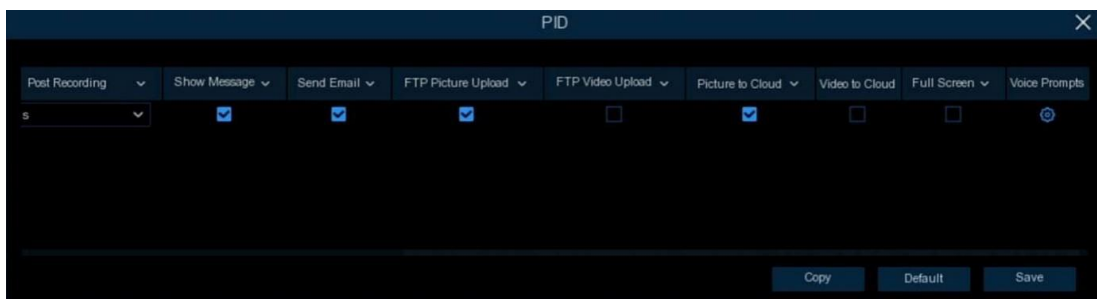 PID
Post Recording Show Message Send Email FTP Picture Upload FTP Video Upload Picture to Cloud Video to Cloud Full Screen Voice Prompts
s
Copy Default Save